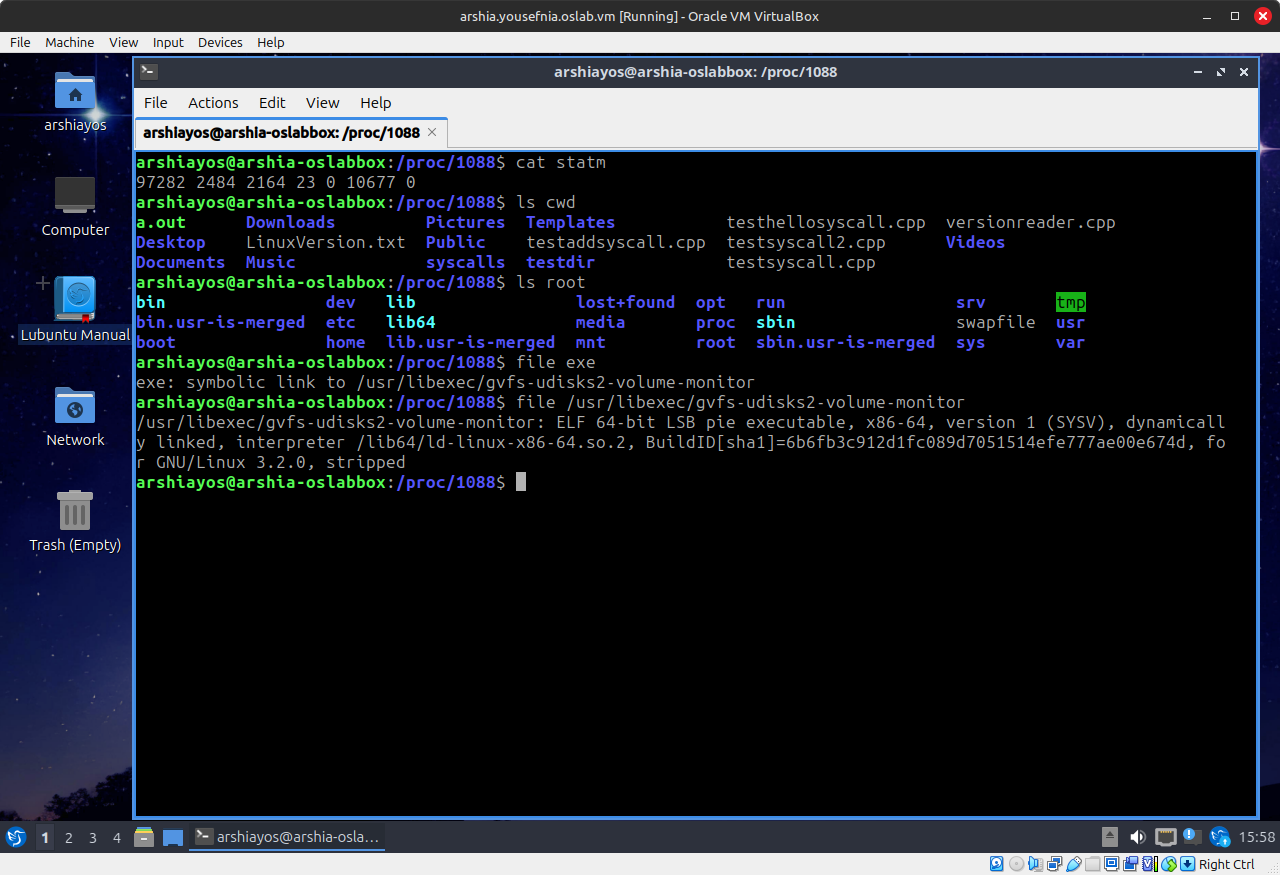 arshia.yousefnia.oslab.vm [Running] - Oracle VM VirtualBox
File Machine View Input Devices Help
arshiayos@arshia-oslabbox: /proc/1088
File Actions Edit View Help
arshiayos@arshia-oslabbox: /proc/1088
arshiayos@arshia-oslabbox:/proc/1088$ cat statm
97282 2484 2164 23 0 10677 0
arshiayos@arshia-oslabbox:/proc/1088$ ls cwd
a.out Downloads Pictures Templates testhellosyscall.cpp versionreader.cpp
Desktop LinuxVersion.txt Public testaddsyscall.cpp testsyscall2.cpp Videos
Documents Music syscalls testdir testsyscall.cpp
arshiayos@arshia-oslabbox:/proc/1088$ ls root
bin dev lib lost+found opt run srv tmp
bin.usr-is-merged etc lib64 media proc sbin swapfile usr
boot home lib.usr-is-merged mnt root sbin.usr-is-merged sys var
arshiayos@arshia-oslabbox:/proc/1088$ file exe
exe: symbolic link to /usr/libexec/gvfs-udisks2-volume-monitor
arshiayos@arshia-oslabbox:/proc/1088$ file /usr/libexec/gvfs-udisks2-volume-monitor
/usr/libexec/gvfs-udisks2-volume-monitor: ELF 64-bit LSB pie executable, x86-64, version 1 (SYSV), dynamicall
y linked, interpreter /lib64/ld-linux-x86-64.so.2, BuildID[sha1]=6b6fb3c912d1fc089d7051514efe777ae00e674d, fo
r GNU/Linux 3.2.0, stripped
arshiayos@arshia-oslabbox:/proc/1088$
arshiayos
Computer
Lubuntu Manual
Network
Trash (Empty)
1 2 3 4 arshiayos@arshia-osla... 15:58
Right Ctrl